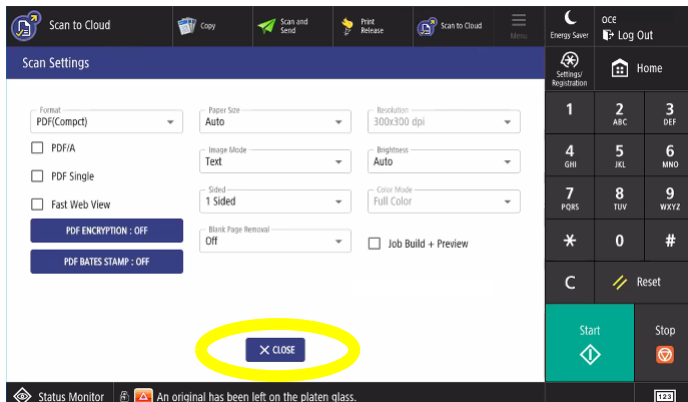 Scan to Cloud
Copy
Scan and Send
Print Release
Scan to Cloud
Menu
Energy Saver
oce
Log Out
Scan Settings
Settings/
Registration
Home
Format
PDF(Compct)
Paper Size
Auto
Resolution
300x300 dpi
PDF/A
Image Mode
Text
Brightness
Auto
PDF Single
Fast Web View
Sided
1 Sided
Color Mode
Full Color
PDF ENCRYPTION : OFF
Blank Page Removal
Off
Job Build + Preview
PDF BATES STAMP : OFF
CLOSE
1
2
ABC
3
DEF
4
GHI
5
JKL
6
MNO
7
PQRS
8
TUV
9
WXYZ
*
0
#
C
Reset
Start
Stop
Status Monitor
An original has been left on the platen glass.
123